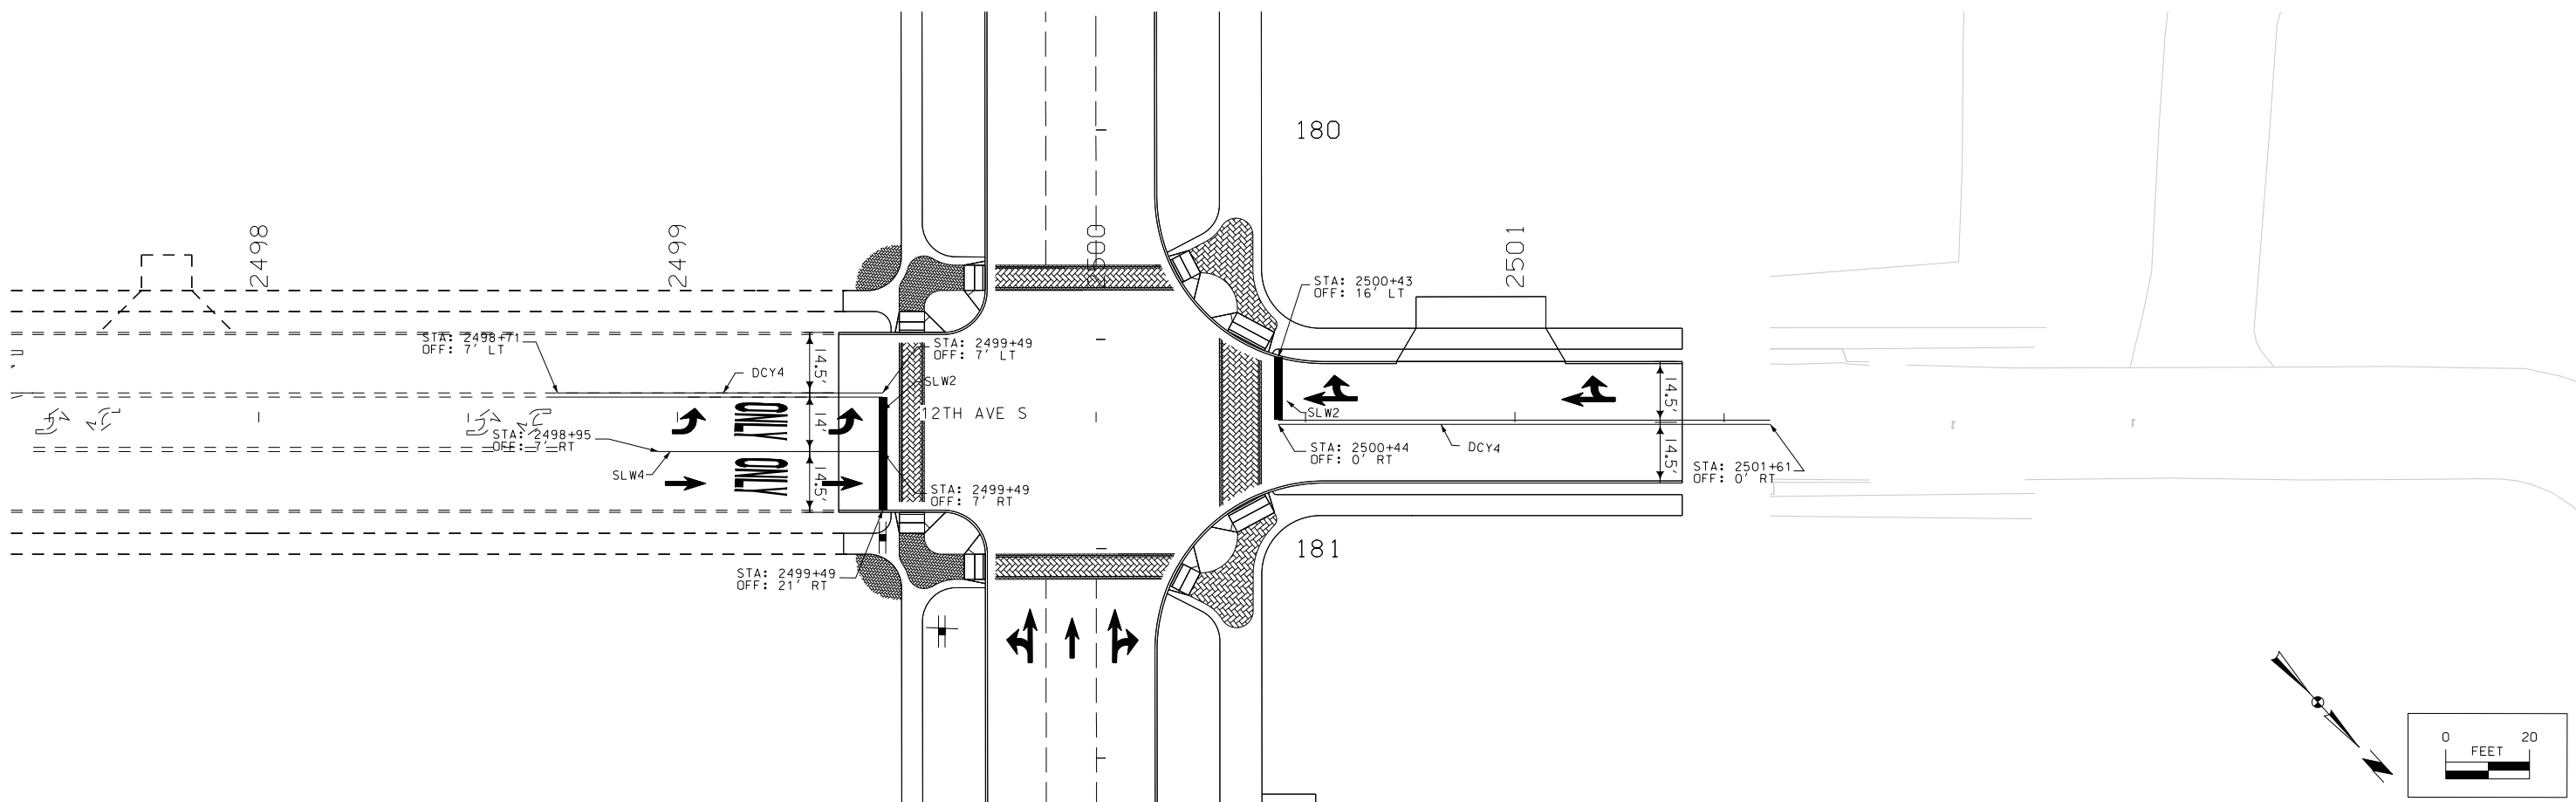 180
2498
2499
2500
2501
STA: 2500+43
OFF: 16' LT
STA: 2498+71
OFF: 7' LT
STA: 2499+49
OFF: 7' LT
14.5'
DCY4
SLW2
14.5'
ONLY
14'
12TH AVE S
SLW2
STA: 2498+95
OFF: 7' RT
STA: 2500+44
OFF: 0' RT
DCY4
14.5'
SLW4
ONLY
14.5'
STA: 2501+61
OFF: 0' RT
STA: 2499+49
OFF: 7' RT
181
STA: 2499+49
OFF: 21' RT
0 20
FEET